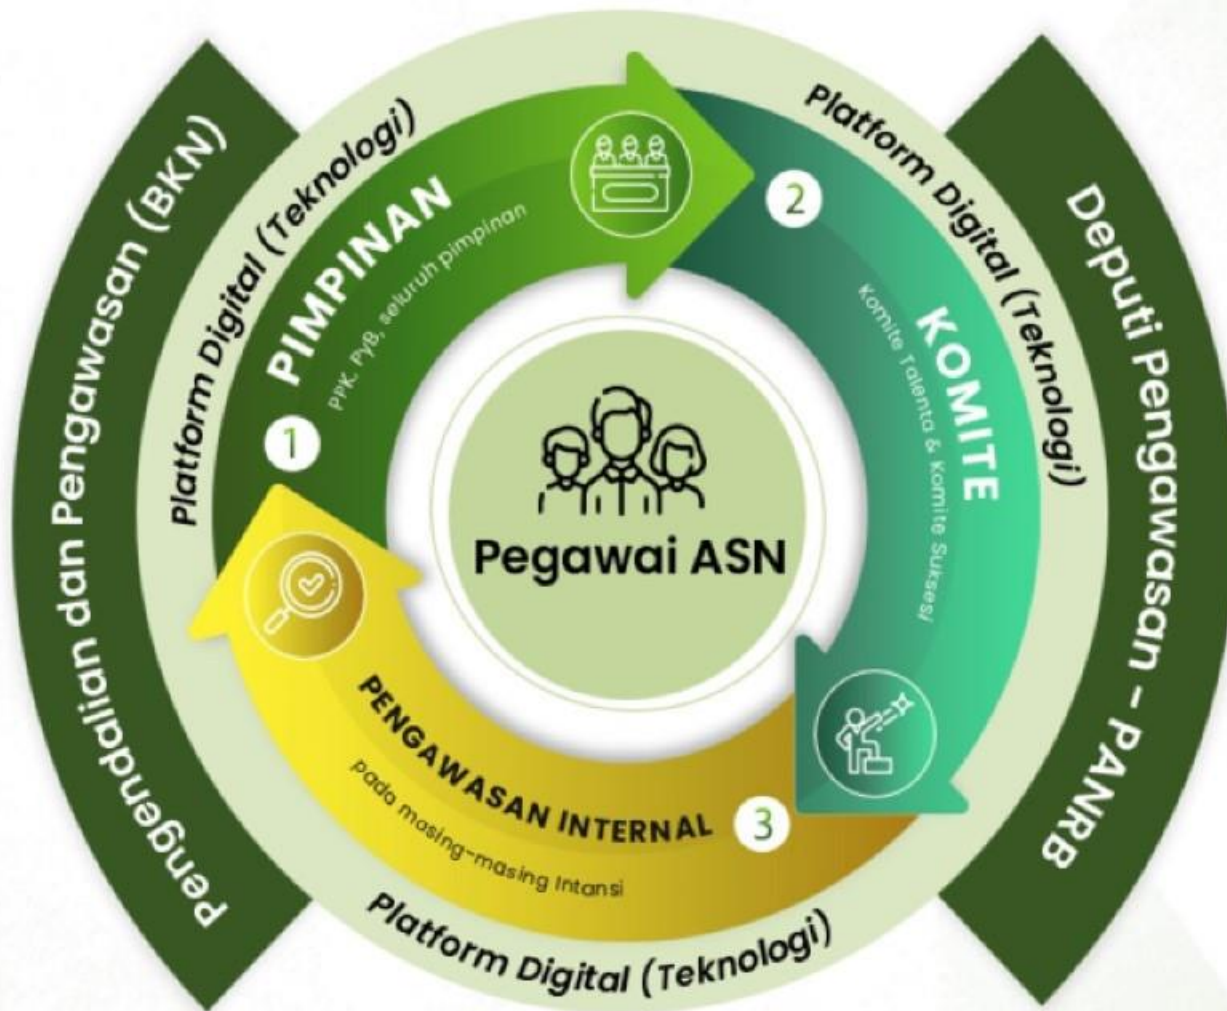 Pengendalian dan Pengawasan (BKN)
Platform Digital (Teknologi)
PIMPINAN
PPK, PyB, seluruh pimpinan
1
2
Platform Digital (Teknologi)
KOMITE
Komite Talenta & Komite Suksesi
Deputi Pengawasan - PANRB
Pegawai ASN
PENGAWASAN INTERNAL
pada masing-masing Intansi
3
Platform Digital (Teknologi)